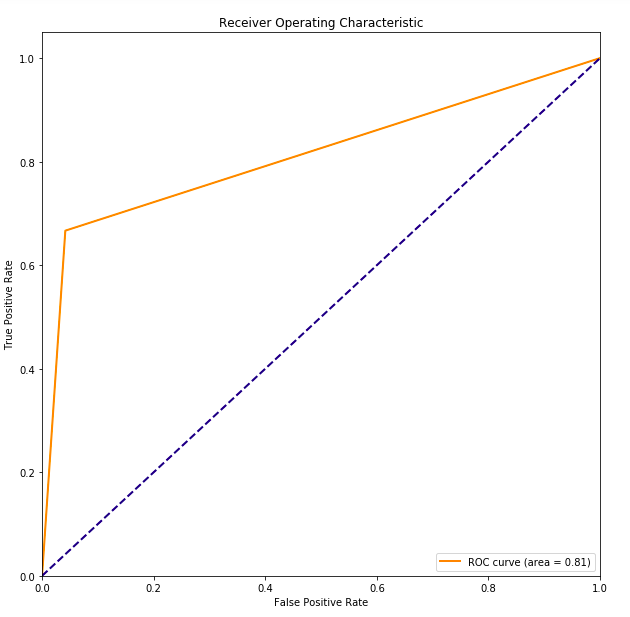 Receiver Operating Characteristic
1.0
0.8
0.6
0.4
0.2
0.0
True Positive Rate
0.0 0.2 0.4 0.6 0.8 1.0
False Positive Rate
ROC curve (area = 0.81)